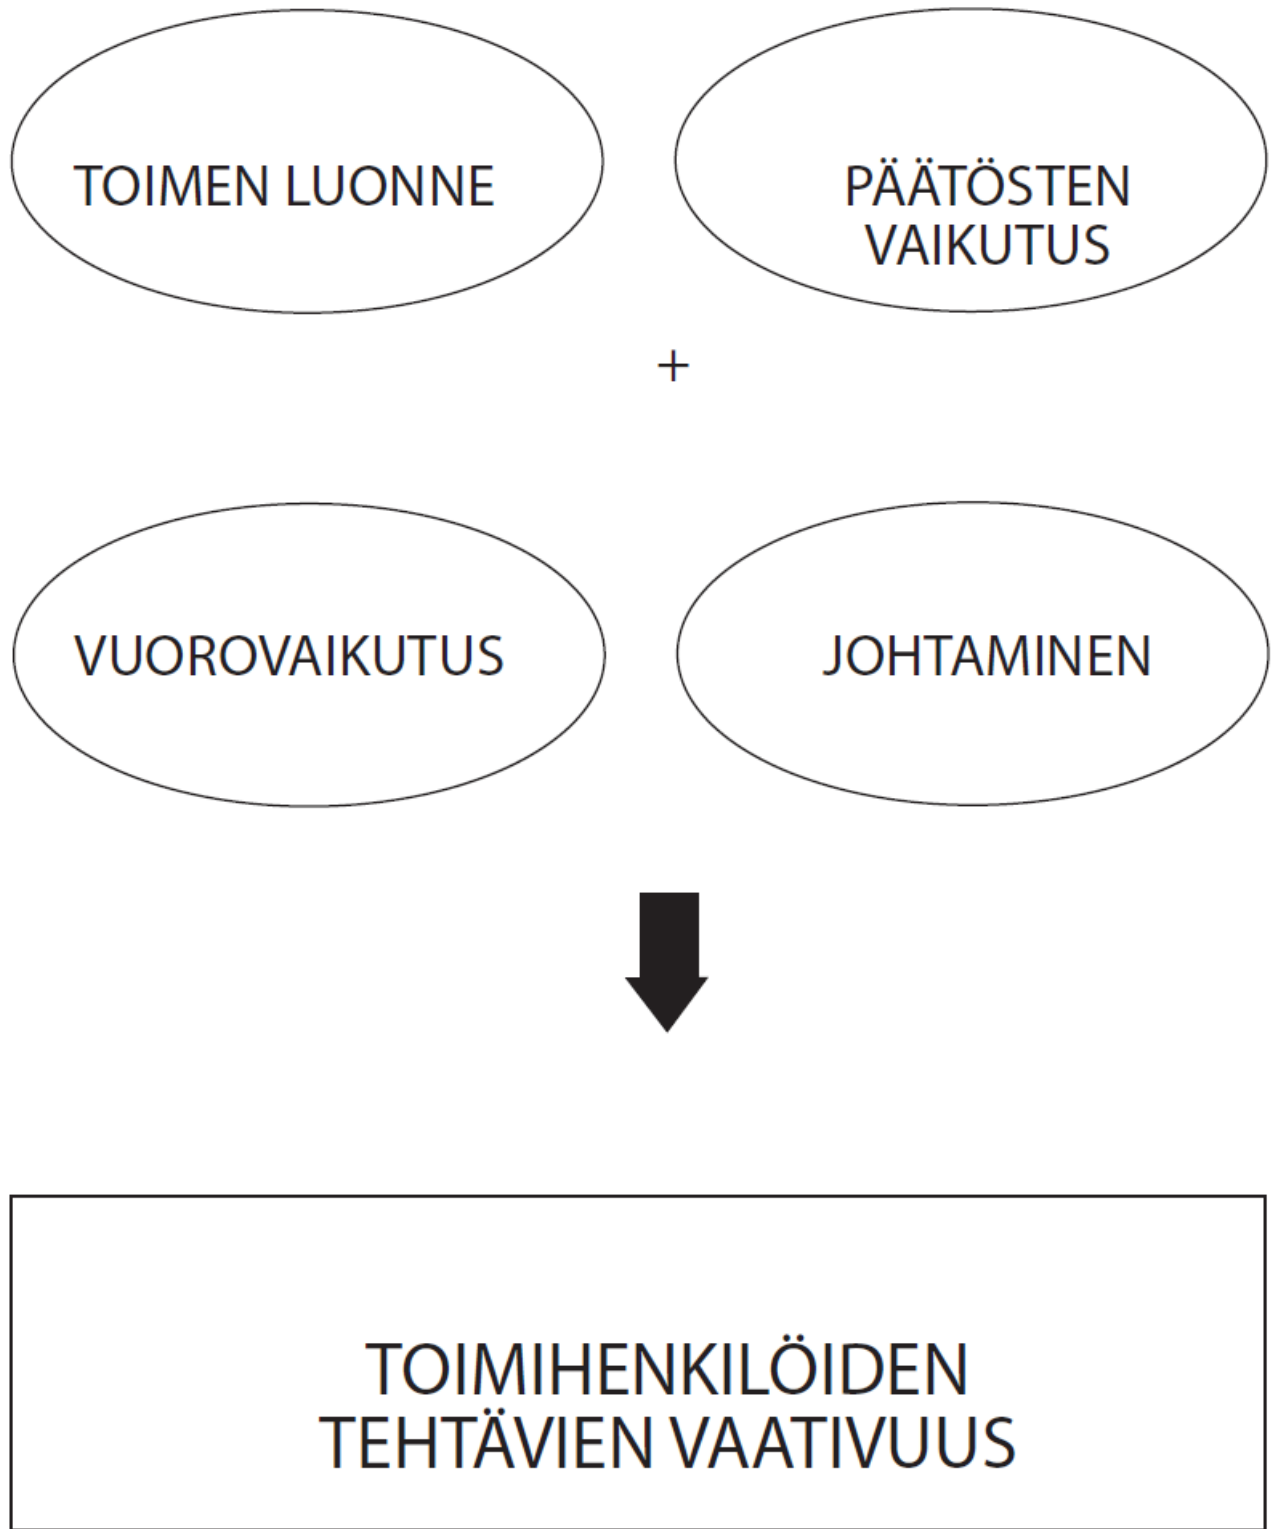 TOIMEN LUONNE
PÄÄTÖSTEN
VAIKUTUS
+
VUOROVAIKUTUS
JOHTAMINEN
TOIMIHENKILÖIDEN
TEHTÄVIEN VAATIVUUS